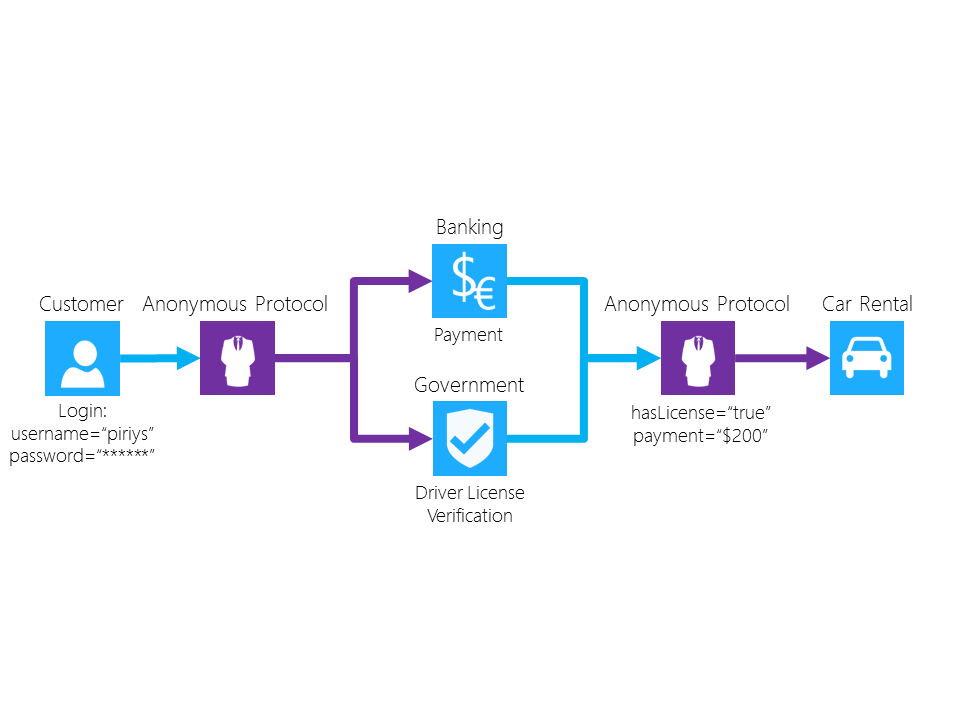 Banking
$€
Payment
Customer
Anonymous Protocol
Login:
username=“piriys”
password=“******”
Government
Driver License
Verification
Anonymous Protocol
hasLicense=“true”
payment=“$200”
Car Rental